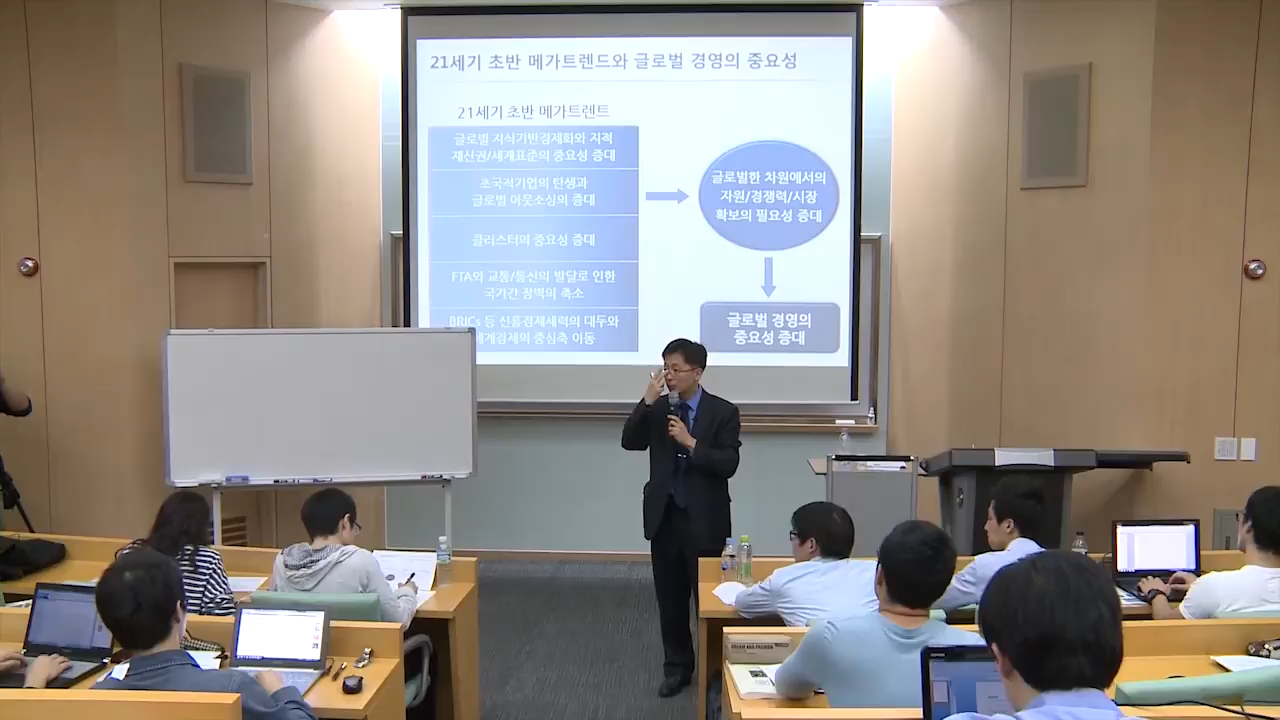 21세기 초반 메가트렌드와 글로벌 경영의 중요성
21세기 초반 메가트렌트
글로벌 지식기반경제화와 지적
재산권/세계표준의 중요성 증대
초국적기업의 탄생과
글로벌 아웃소싱의 증대
클러스터의 중요성 증대
FTA와 교통/통신의 발달로 인한
국가간 장벽의 축소
BRICs 등 신흥경제세력의 대두와
세계경제의 중심축 이동
글로벌한 차원에서의
자원/경쟁력/시장
확보의 필요성 증대
글로벌 경영의
중요성 증대
DREAM AND PASSION